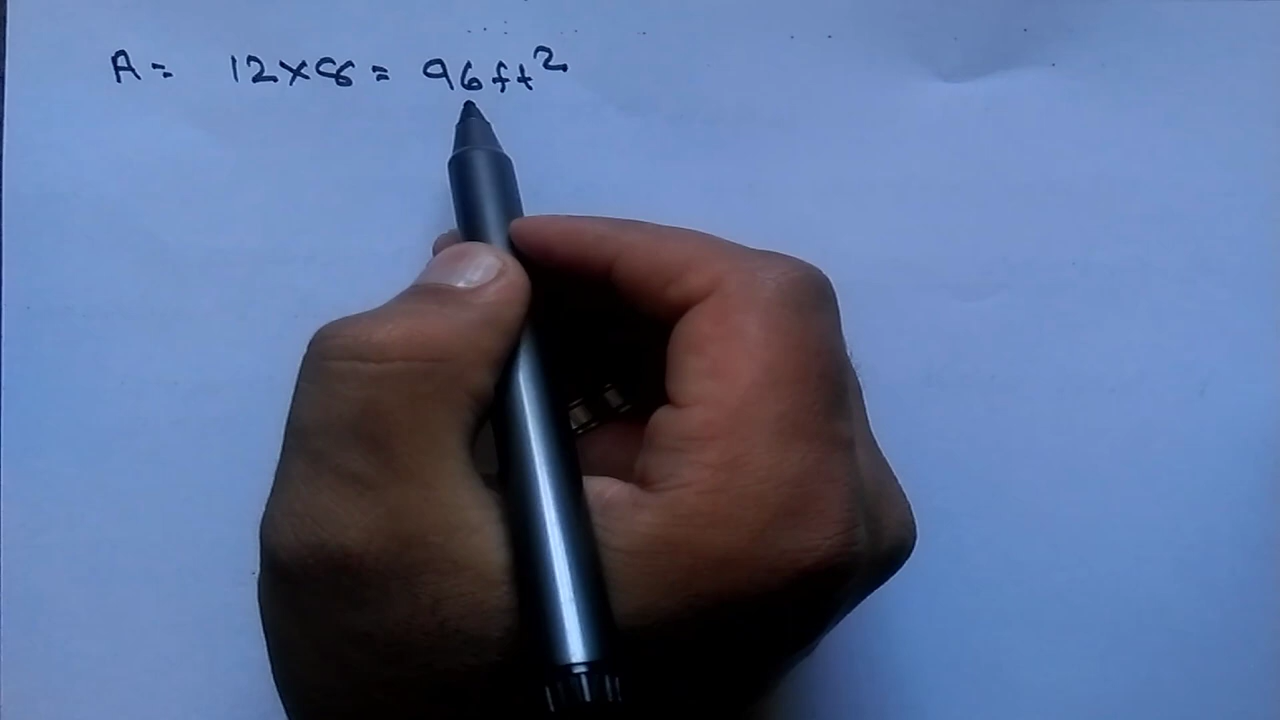 A = 12×8 = 96ft²